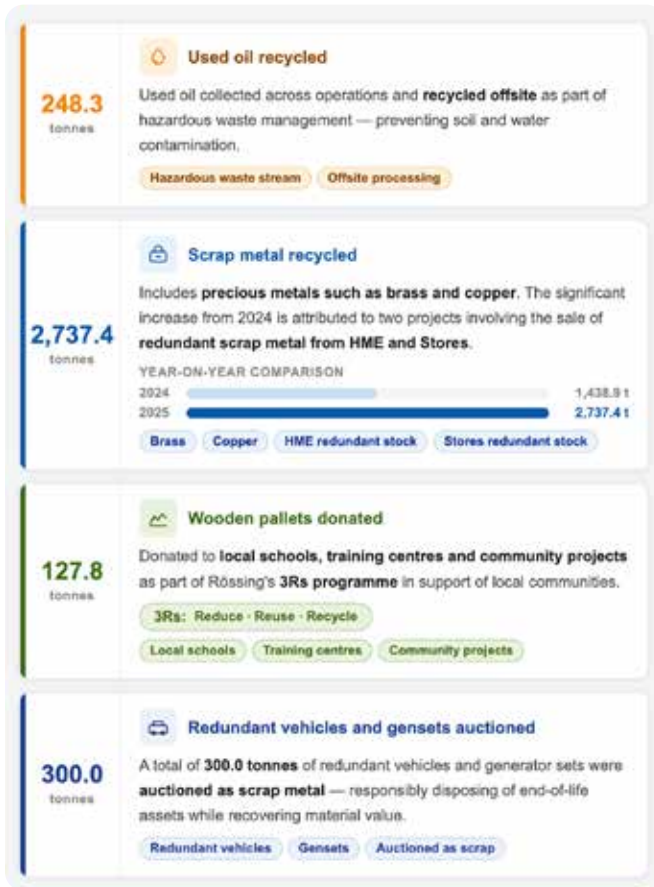 Used oil recycled
248.3
tonnes
Used oil collected across operations and recycled offsite as part of
hazardous waste management — preventing soil and water
contamination.
Hazardous waste stream
Offsite processing
Scrap metal recycled
2,737.4
tonnes
Includes precious metals such as brass and copper. The significant
increase from 2024 is attributed to two projects involving the sale of
redundant scrap metal from HME and Stores.
YEAR-ON-YEAR COMPARISON
2024 1,438.9 t
2025 2,737.4 t
Brass
Copper
HME redundant stock
Stores redundant stock
Wooden pallets donated
127.8
tonnes
Donated to local schools, training centres and community projects
as part of Rössing's 3Rs programme in support of local communities.
3Rs: Reduce · Reuse · Recycle
Local schools
Training centres
Community projects
Redundant vehicles and gensets auctioned
300.0
tonnes
A total of 300.0 tonnes of redundant vehicles and generator sets were
auctioned as scrap metal — responsibly disposing of end-of-life
assets while recovering material value.
Redundant vehicles
Gensets
Auctioned as scrap